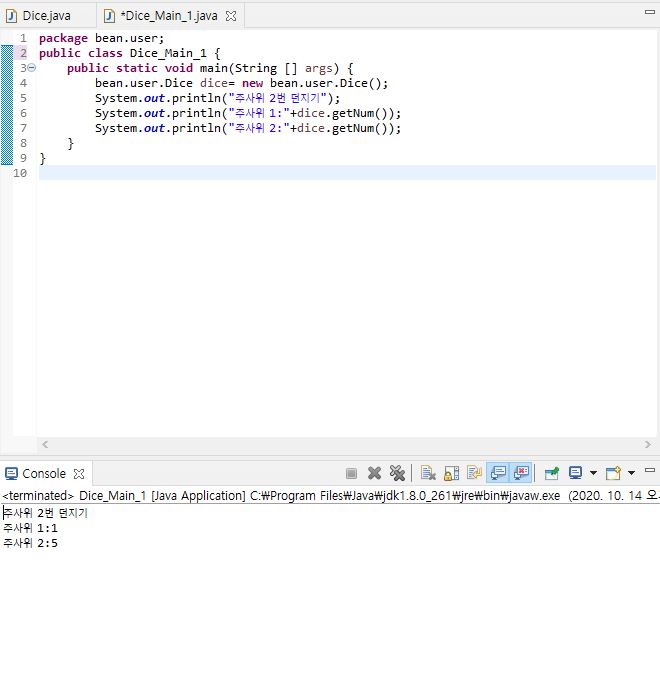 Dice.java
*Dice_Main_1.java
1 package bean.user;
2 public class Dice_Main_1 {
3 public static void main(String [] args) {
4 bean.user.Dice dice= new bean.user.Dice();
5 System.out.println("주사위 2번 던지기");
6 System.out.println("주사위 1:"+dice.getNum());
7 System.out.println("주사위 2:"+dice.getNum());
8 }
9 }
10
Console
<terminated> Dice_Main_1 [Java Application] C:₩Program Files₩Java₩jdk1.8.0_261₩jre₩bin₩javaw.exe (2020. 10. 14 오
주사위 2번 던지기
주사위 1:1
주사위 2:5